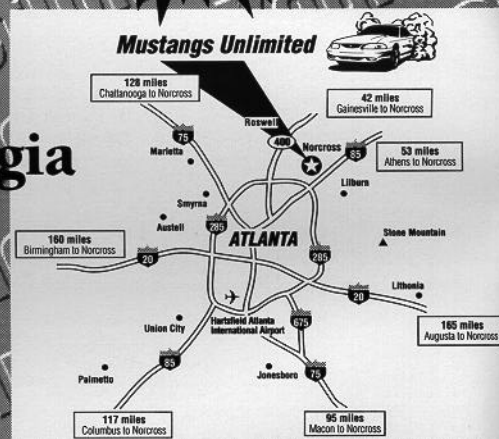 Mustangs Unlimited
128 miles
Chattanooga to Norcross
42 miles
Gainesville to Norcross
Roswell
400
Norcross
75
85
53 miles
Athens to Norcross
gia
Marietta
Lilburn
Smyrna
Austell
285
ATLANTA
Stone Mountain
285
160 miles
Birmingham to Norcross
20
20
Lithonia
Hartsfield Atlanta
International Airport
Union City
675
165 miles
Augusta to Norcross
85
Palmetto
Jonesboro
75
117 miles
Columbus to Norcross
95 miles
Macon to Norcross